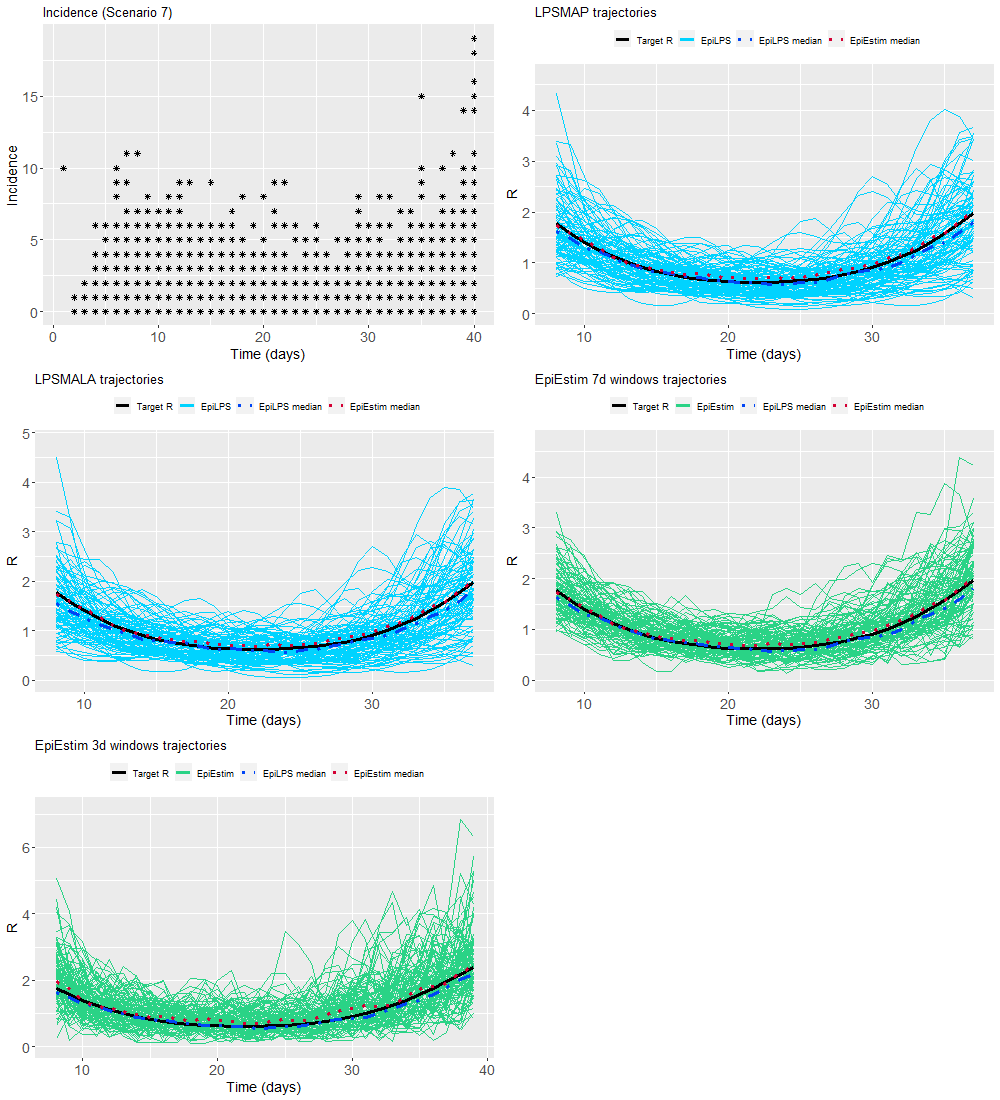 Incidence (Scenario 7)
Incidence
15
10
5
0
0 10 20 30 40
Time (days)
LPSMAP trajectories
Target R EpiLPS EpiLPS median EpiEstim median
R
4
3
2
1
0
10 20 30
Time (days)
LPSMALA trajectories
Target R EpiLPS EpiLPS median EpiEstim median
R
5
4
3
2
1
0
10 20 30
Time (days)
EpiEstim 7d windows trajectories
Target R EpiEstim EpiLPS median EpiEstim median
R
4
3
2
1
0
10 20 30
Time (days)
EpiEstim 3d windows trajectories
Target R EpiEstim EpiLPS median EpiEstim median
R
6
4
2
0
10 20 30 40
Time (days)